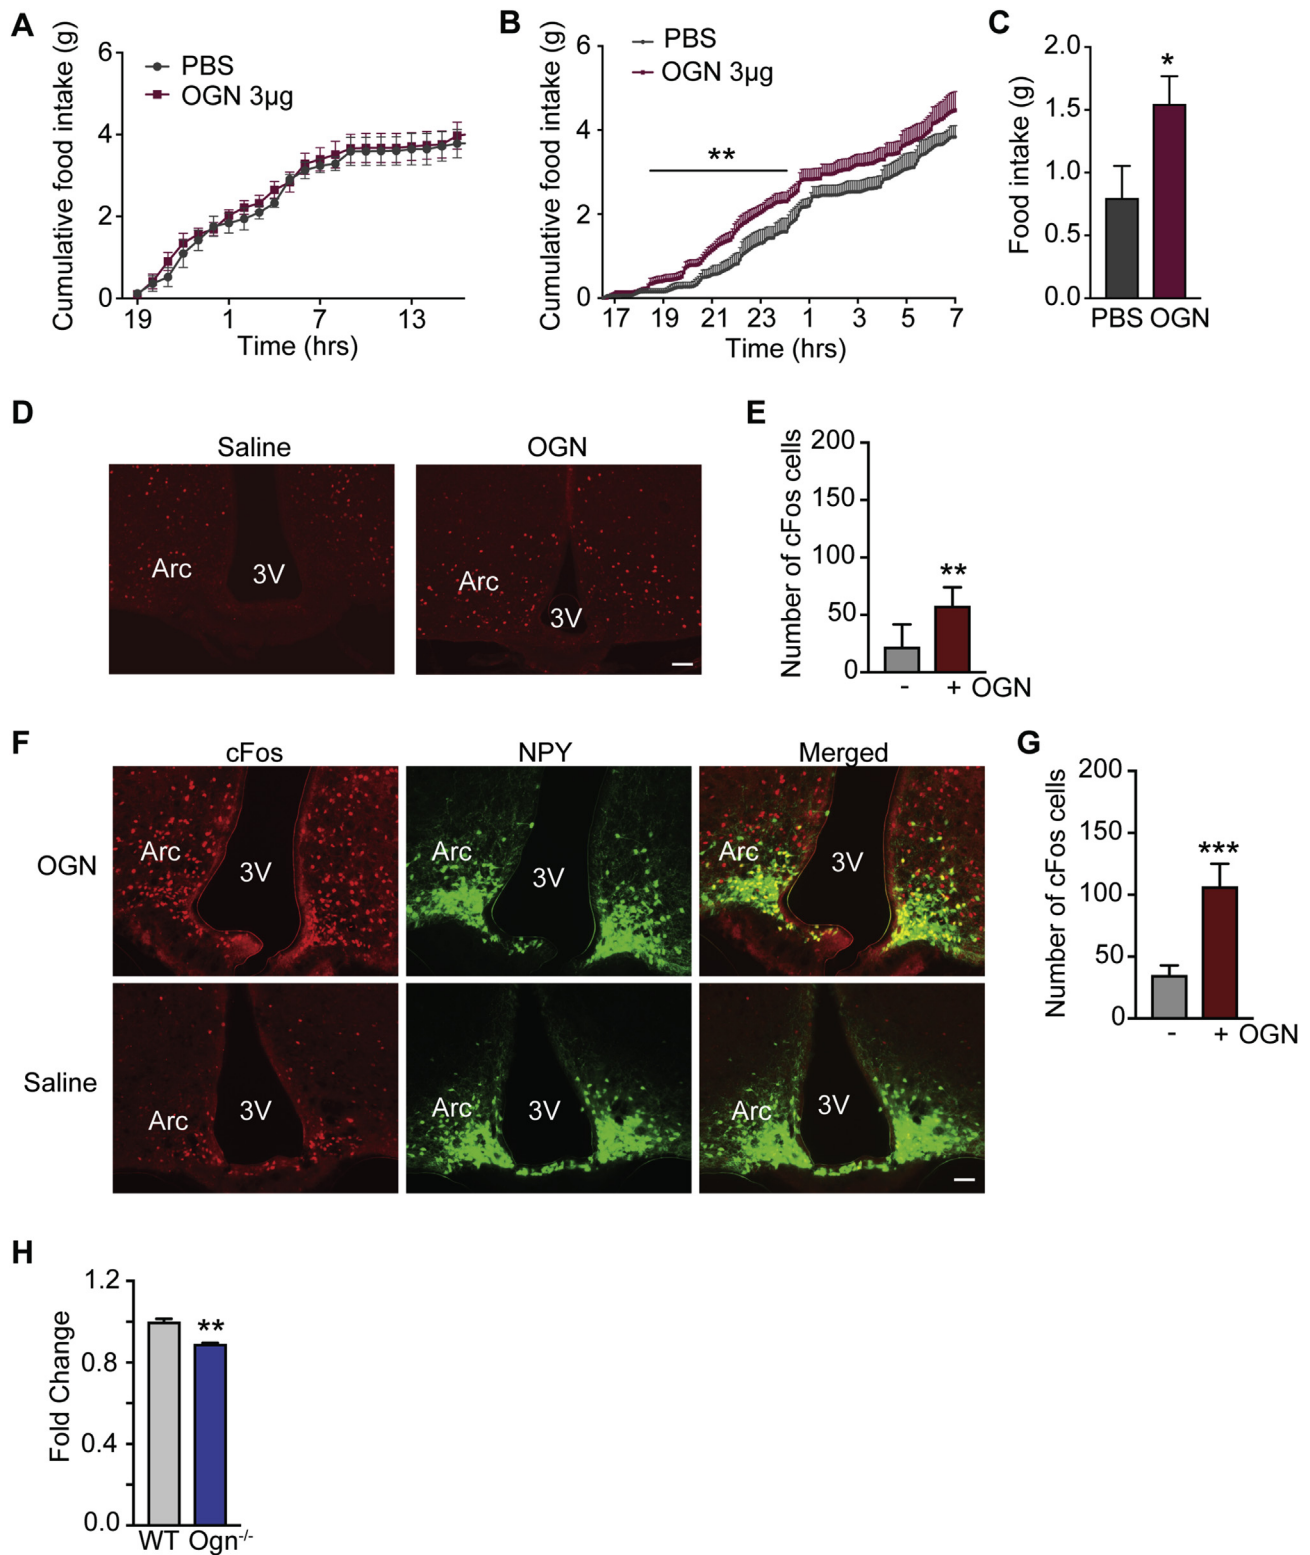 A
Cumulative food intake (g)
6
4
2
0
PBS
OGN 3µg
19
1
7
13
Time (hrs)
B
Cumulative food intake (g)
6
4
2
0
PBS
OGN 3µg
**
17
19
21
23
1
3
5
7
Time (hrs)
C
Food intake (g)
2.0
1.5
1.0
0.5
0.0
*
PBS OGN
D
Saline
OGN
Arc
3V
Arc
3V
E
Number of cFos cells
200
150
100
50
0
**
- + OGN
F
cFos
NPY
Merged
OGN
Arc
3V
Arc
3V
Arc
3V
Saline
Arc
3V
Arc
3V
Arc
3V
G
Number of cFos cells
200
150
100
50
0
***
- + OGN
H
Fold Change
1.2
0.8
0.4
0.0
**
WT Ogn-/-